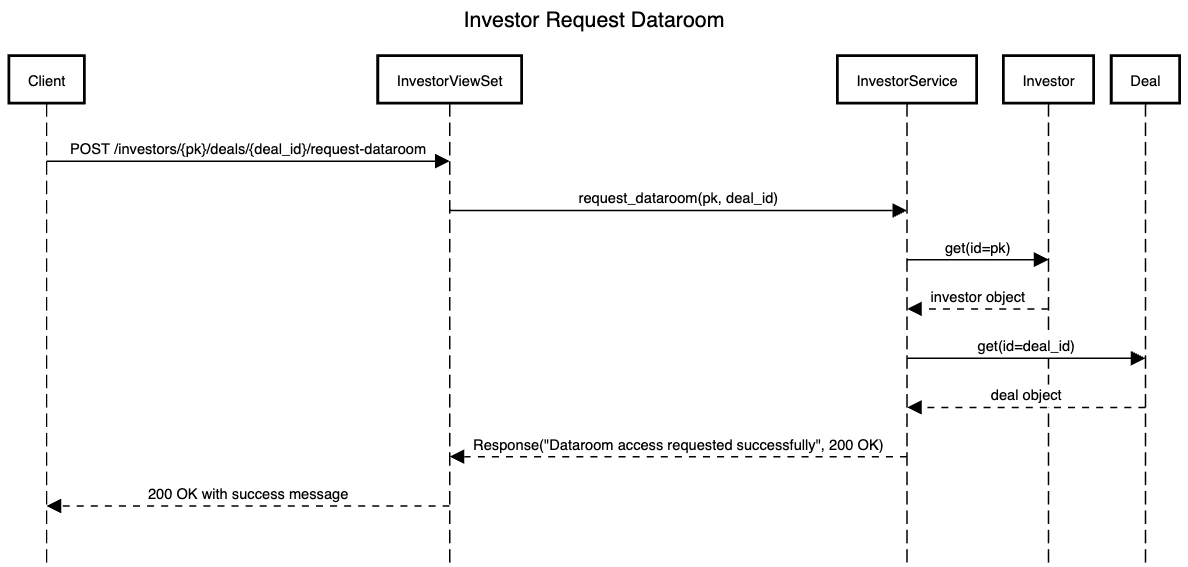 Investor Request Dataroom
Client
InvestorViewSet
InvestorService
Investor
Deal
POST /investors/{pk}/deals/{deal_id}/request-dataroom
request_dataroom(pk, deal_id)
get(id=pk)
investor object
get(id=deal_id)
deal object
Response("Dataroom access requested successfully", 200 OK)
200 OK with success message